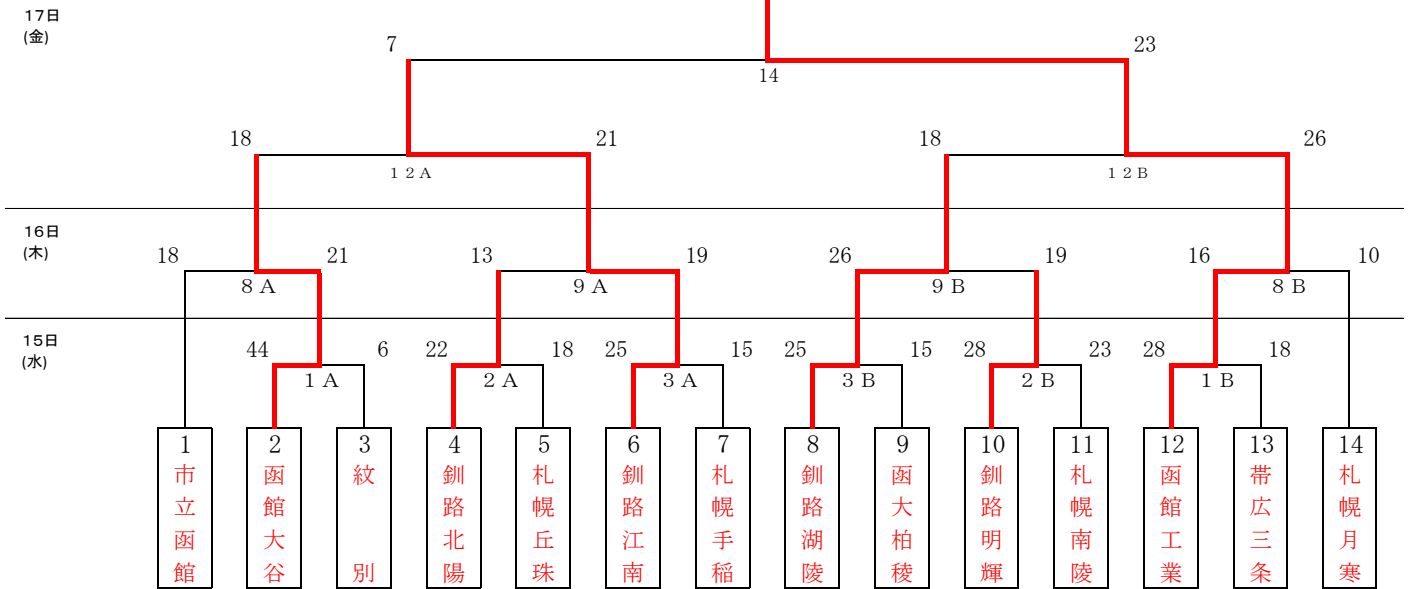 17日
(金)
7
23
14
18
21
18
26
１２Ａ
１２Ｂ
16日
(木)
18
21
13
19
26
19
16
10
８Ａ
９Ａ
９Ｂ
８Ｂ
15日
(水)
44
6
22
18
25
15
25
15
28
23
28
18
１Ａ
２Ａ
３Ａ
３Ｂ
２Ｂ
１Ｂ
1
市立函館
2
函館大谷
3
紋別
4
釧路北陽
5
札幌丘珠
6
釧路江南
7
札幌手稲
8
釧路湖陵
9
函大柏稜
10
釧路明輝
11
札幌南陵
12
函館工業
13
帯広三条
14
札幌月寒